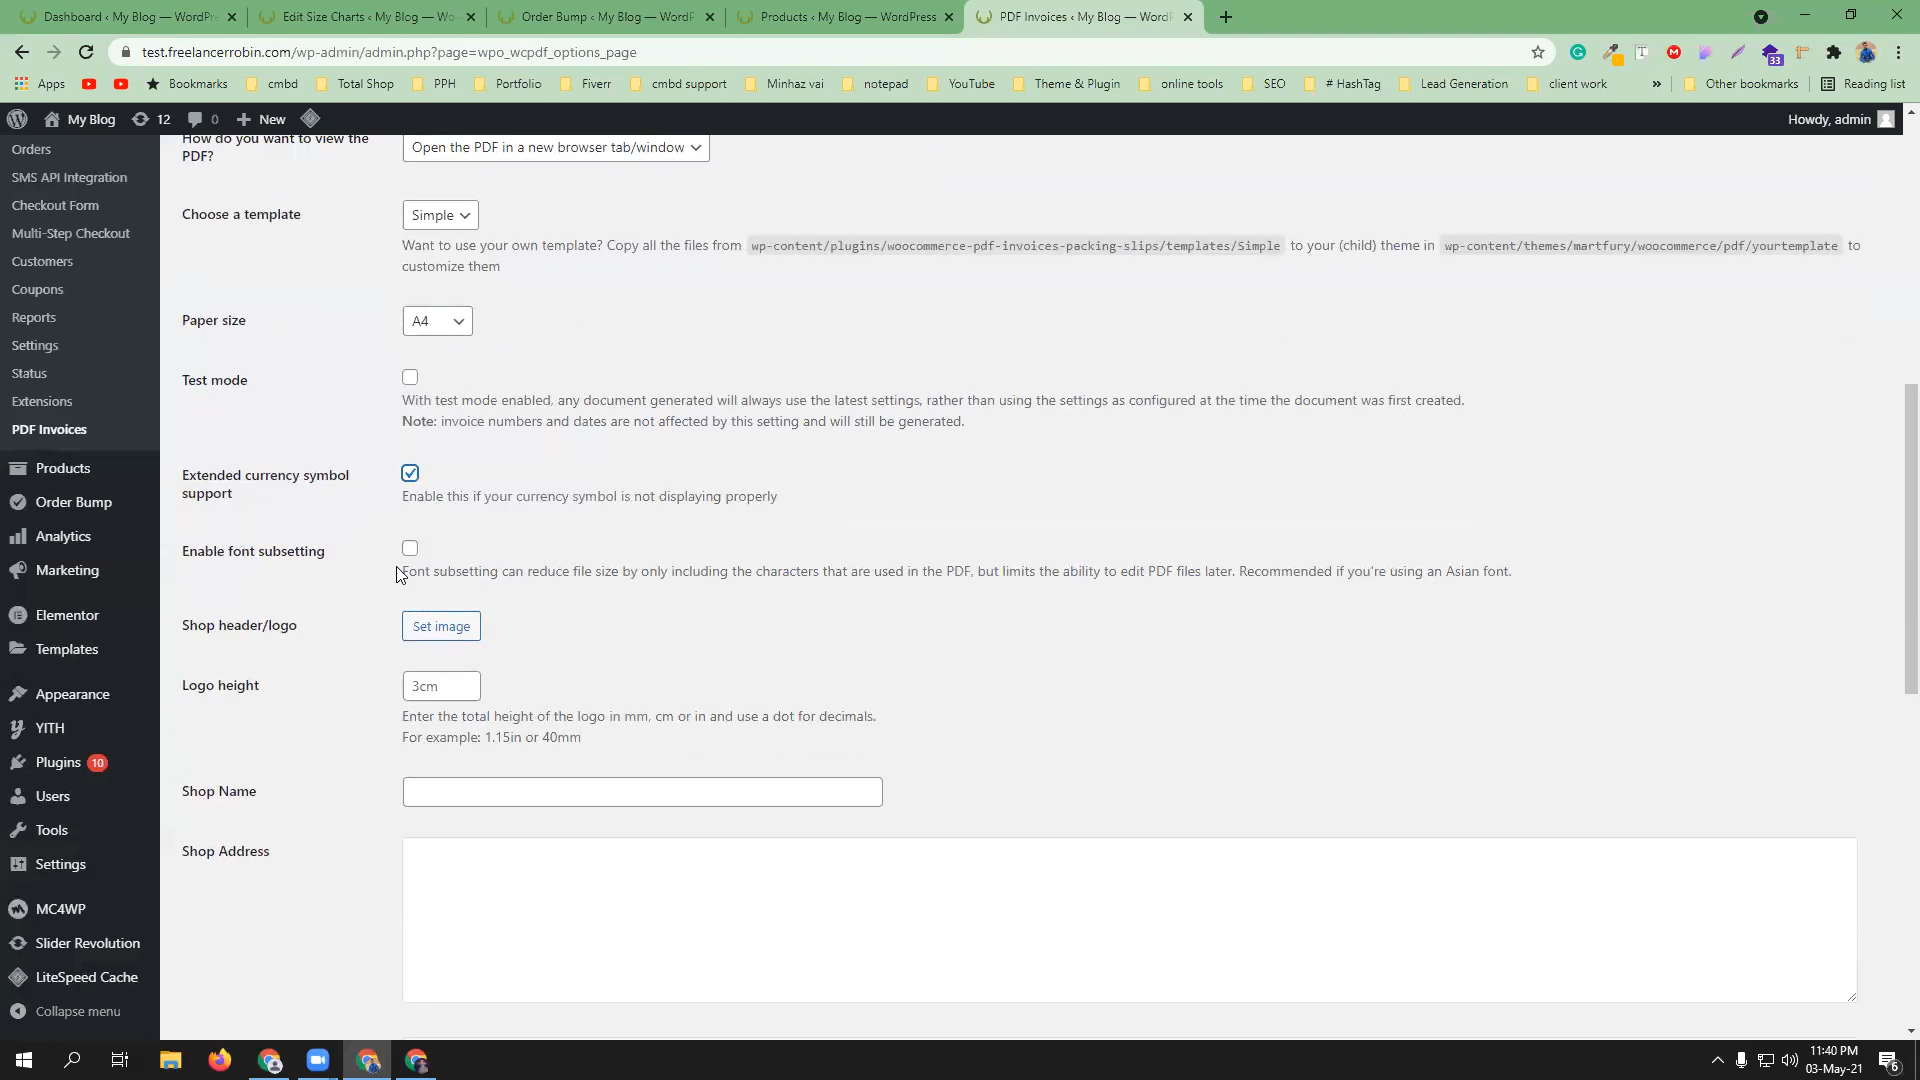 Dashboard ‹ My Blog — WordPr
Edit Size Charts ‹ My Blog — Wo
Order Bump ‹ My Blog — WordF
Products ‹ My Blog — WordPress
PDF Invoices ‹ My Blog — WordF
test.freelancerrobin.com/wp-admin/admin.php?page=wpo_wcpdf_options_page
33
Apps
Bookmarks
cmbd
Total Shop
PPH
Portfolio
Fiverr
cmbd support
Minhaz vai
notepad
YouTube
Theme & Plugin
online tools
SEO
# HashTag
Lead Generation
client work
»
Other bookmarks
Reading list
My Blog
12
0
New
Howdy, admin
Orders
SMS API Integration
Checkout Form
Multi-Step Checkout
Customers
Coupons
Reports
Settings
Status
Extensions
PDF Invoices
Products
Order Bump
Analytics
Marketing
Elementor
Templates
Appearance
YITH
Plugins 10
Users
Tools
Settings
MC4WP
Slider Revolution
LiteSpeed Cache
Collapse menu
How do you want to view the
PDF?
Open the PDF in a new browser tab/window
Choose a template
Simple
Want to use your own template? Copy all the files from wp-content/plugins/woocommerce-pdf-invoices-packing-slips/templates/Simple to your (child) theme in wp-content/themes/martfury/woocommerce/pdf/yourtemplate to
customize them
Paper size
A4
Test mode
With test mode enabled, any document generated will always use the latest settings, rather than using the settings as configured at the time the document was first created.
Note: invoice numbers and dates are not affected by this setting and will still be generated.
Extended currency symbol
support
Enable this if your currency symbol is not displaying properly
Enable font subsetting
Font subsetting can reduce file size by only including the characters that are used in the PDF, but limits the ability to edit PDF files later. Recommended if you're using an Asian font.
Shop header/logo
Set image
Logo height
3cm
Enter the total height of the logo in mm, cm or in and use a dot for decimals.
For example: 1.15in or 40mm
Shop Name
Shop Address
11:40 PM
03-May-21
6